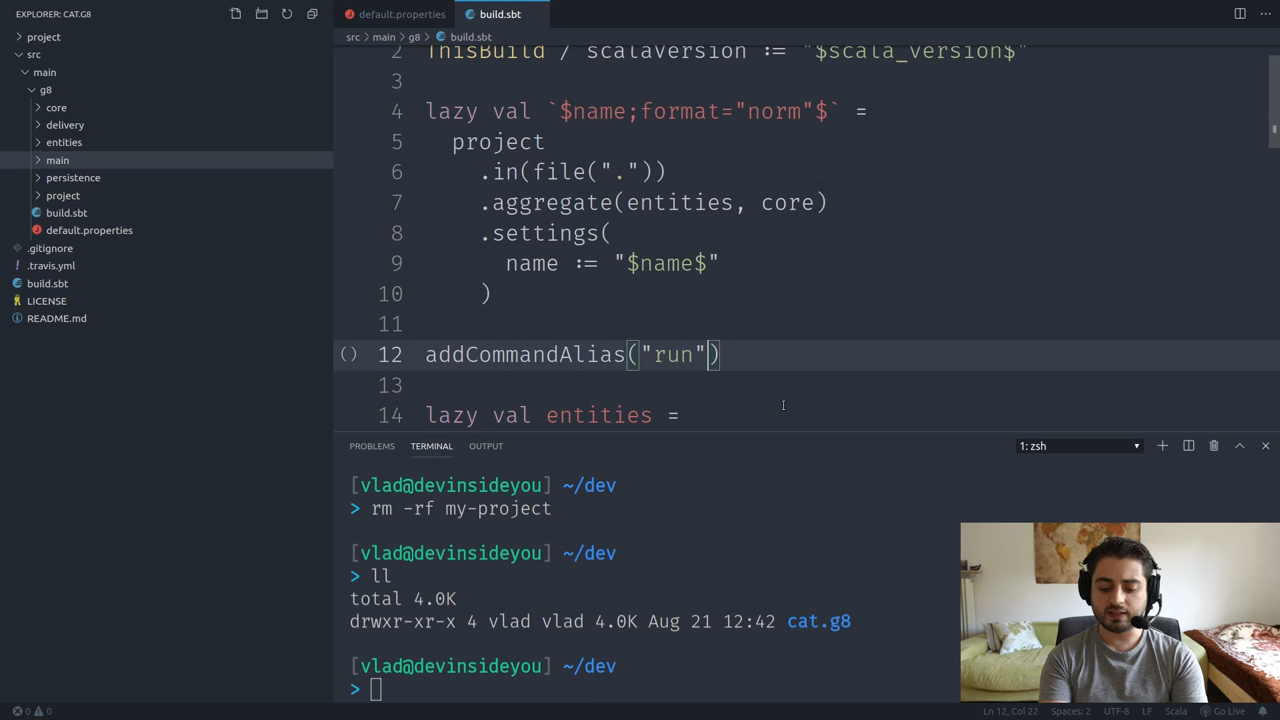 EXPLORER: CAT.G8
project
src
main
g8
core
delivery
entities
main
persistence
project
build.sbt
default.properties
.gitignore
.travis.yml
build.sbt
LICENSE
README.md
default.properties
build.sbt
src > main > g8 > build.sbt
2 ThisBuild / scalaVersion := "$scala_version$"
3
4 lazy val `$name;format="norm"$` =
5 project
6 .in(file("."))
7 .aggregate(entities, core)
8 .settings(
9 name := "$name$"
10 )
11
() 12 addCommandAlias("run")
13
14 lazy val entities =
PROBLEMS TERMINAL OUTPUT
1: zsh
[vlad@devinsideyou] ~/dev
> rm -rf my-project
[vlad@devinsideyou] ~/dev
> ll
total 4.0K
drwxr-xr-x 4 vlad vlad 4.0K Aug 21 12:42 cat.g8
[vlad@devinsideyou] ~/dev
>
0 0
Ln 12, Col 22 Spaces: 2 UTF-8 LF Scala Go Live